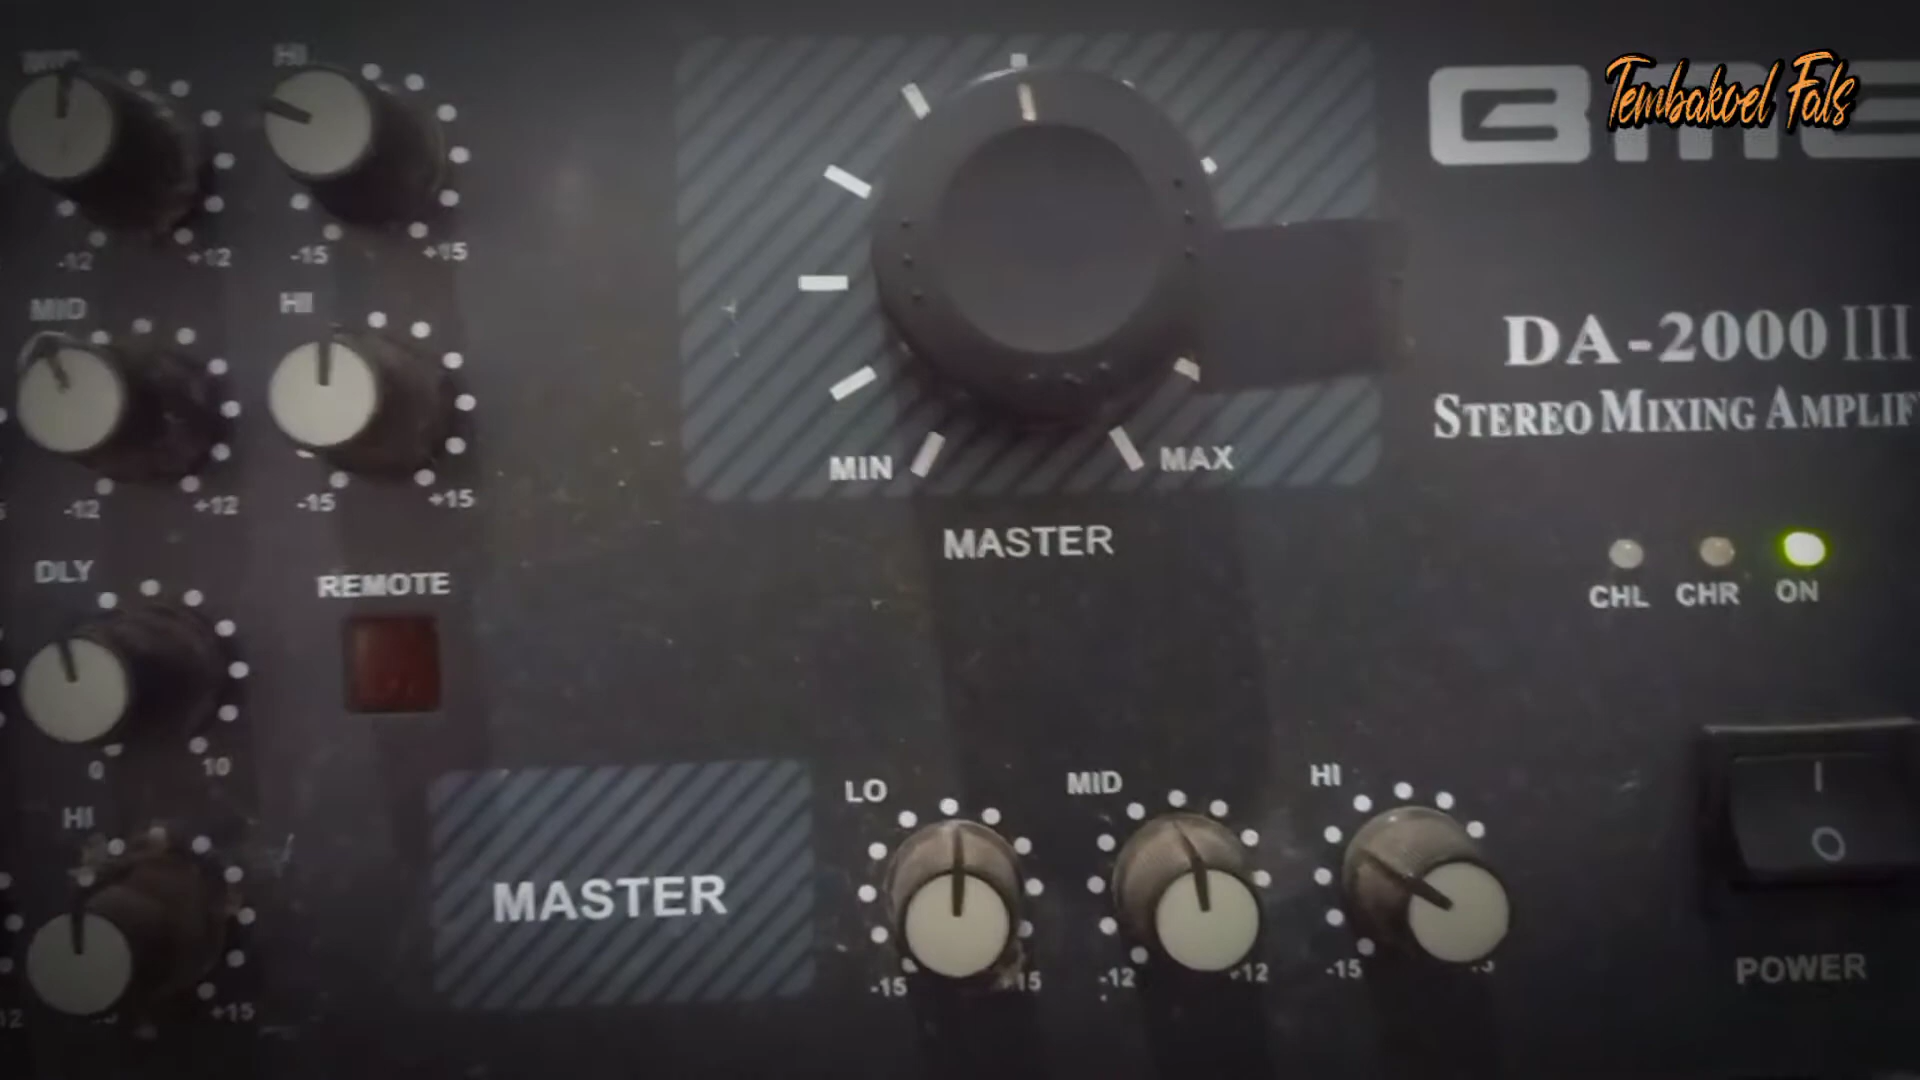 HI
-12 +12
-15 +15
MID
HI
-12 +12
-15 +15
DLY
REMOTE
0 10
HI
12 +15
MIN MAX
MASTER
MASTER
LO
-15 +15
MID
-12 +12
HI
-15
Tembakoel Fals
DA-2000 III
STEREO MIXING AMPLIF
CHL CHR ON
I
O
POWER